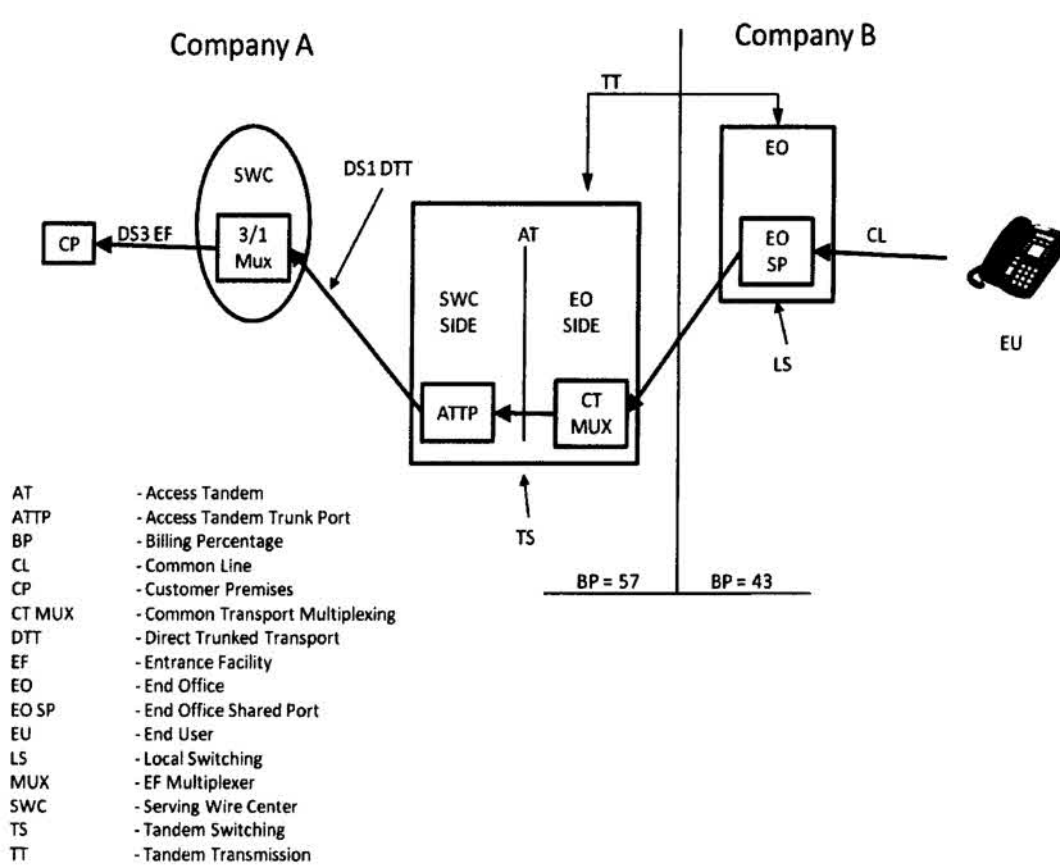 Company A
Company B
TT
EO
SWC
DS1 DTT
CP
DS3 EF
3/1
Mux
AT
EO
SP
CL
SWC
SIDE
EO
SIDE
LS
EU
ATTP
CT
MUX
TS
BP = 57
BP = 43
AT - Access Tandem
ATTP - Access Tandem Trunk Port
BP - Billing Percentage
CL - Common Line
CP - Customer Premises
CT MUX - Common Transport Multiplexing
DTT - Direct Trunked Transport
EF - Entrance Facility
EO - End Office
EO SP - End Office Shared Port
EU - End User
LS - Local Switching
MUX - EF Multiplexer
SWC - Serving Wire Center
TS - Tandem Switching
TT - Tandem Transmission